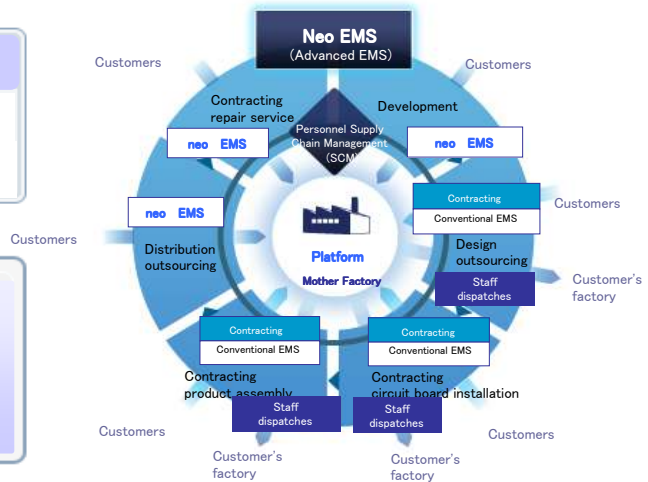 Neo EMS
(Advanced EMS)
Customers
Customers
Contracting
repair service
Development
Personnel Supply
Chain Management
(SCM)
neo EMS
neo EMS
Contracting
Conventional EMS
Customers
neo EMS
Customers
Distribution
outsourcing
Platform
Mother Factory
Design
outsourcing
Staff
dispatches
Customer's
factory
Contracting
Conventional EMS
Contracting
Conventional EMS
Contracting
product assembly
Contracting
circuit board installation
Staff
dispatches
Staff
dispatches
Customers
Customers
Customer's
factory
Customer's
factory